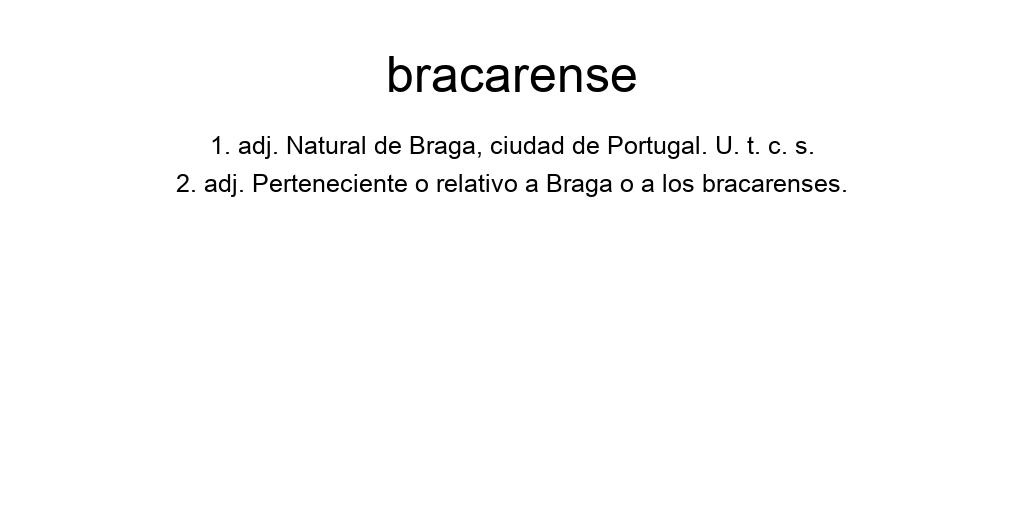 bracarense
1. adj. Natural de Braga, ciudad de Portugal. U. t. c. s.
2. adj. Perteneciente o relativo a Braga o a los bracarenses.